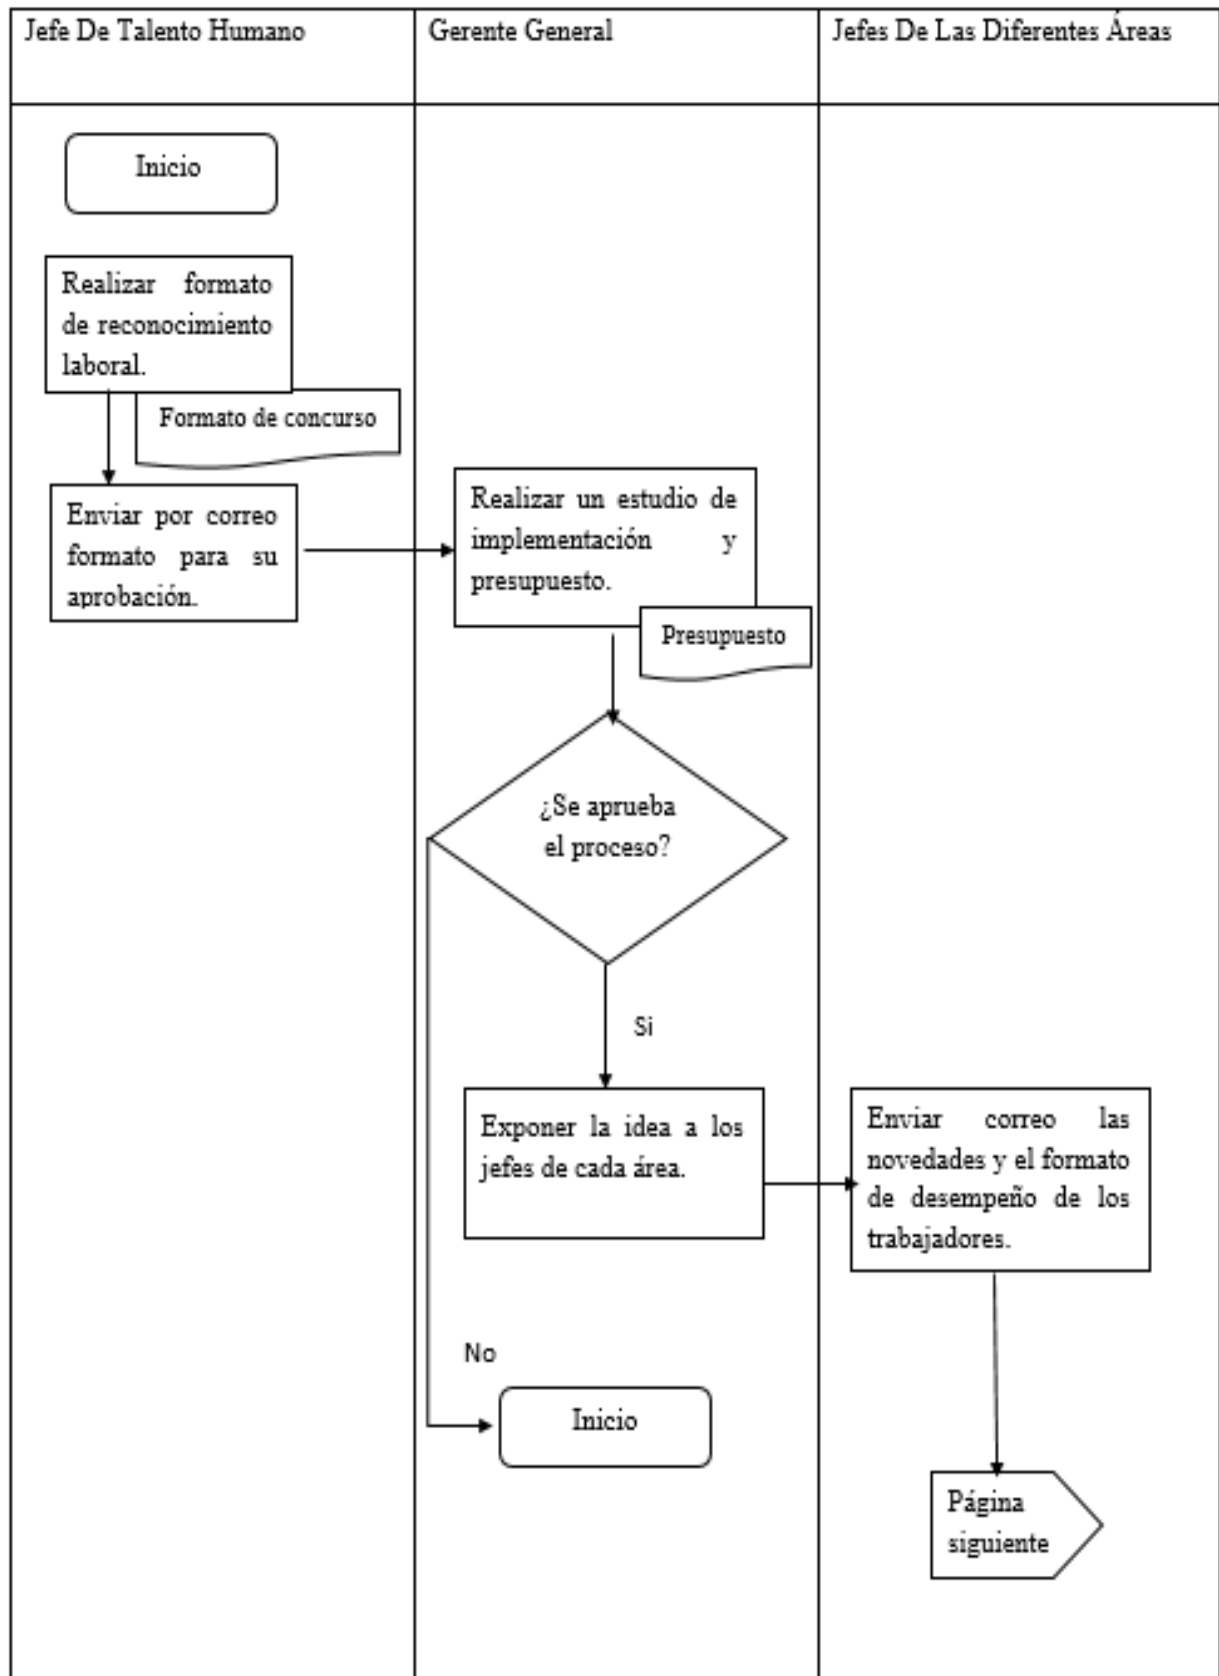 Jefe De Talento Humano
Gerente General
Jefes De Las Diferentes Áreas
Inicio
Realizar formato
de reconocimiento
laboral.
Formato de concurso
Enviar por correo
formato para su
aprobación.
Realizar un estudio de
implementación y
presupuesto.
Presupuesto
¿Se aprueba
el proceso?
Si
Exponer la idea a los
jefes de cada área.
Enviar correo las
novedades y el formato
de desempeño de los
trabajadores.
No
Inicio
Página
siguiente